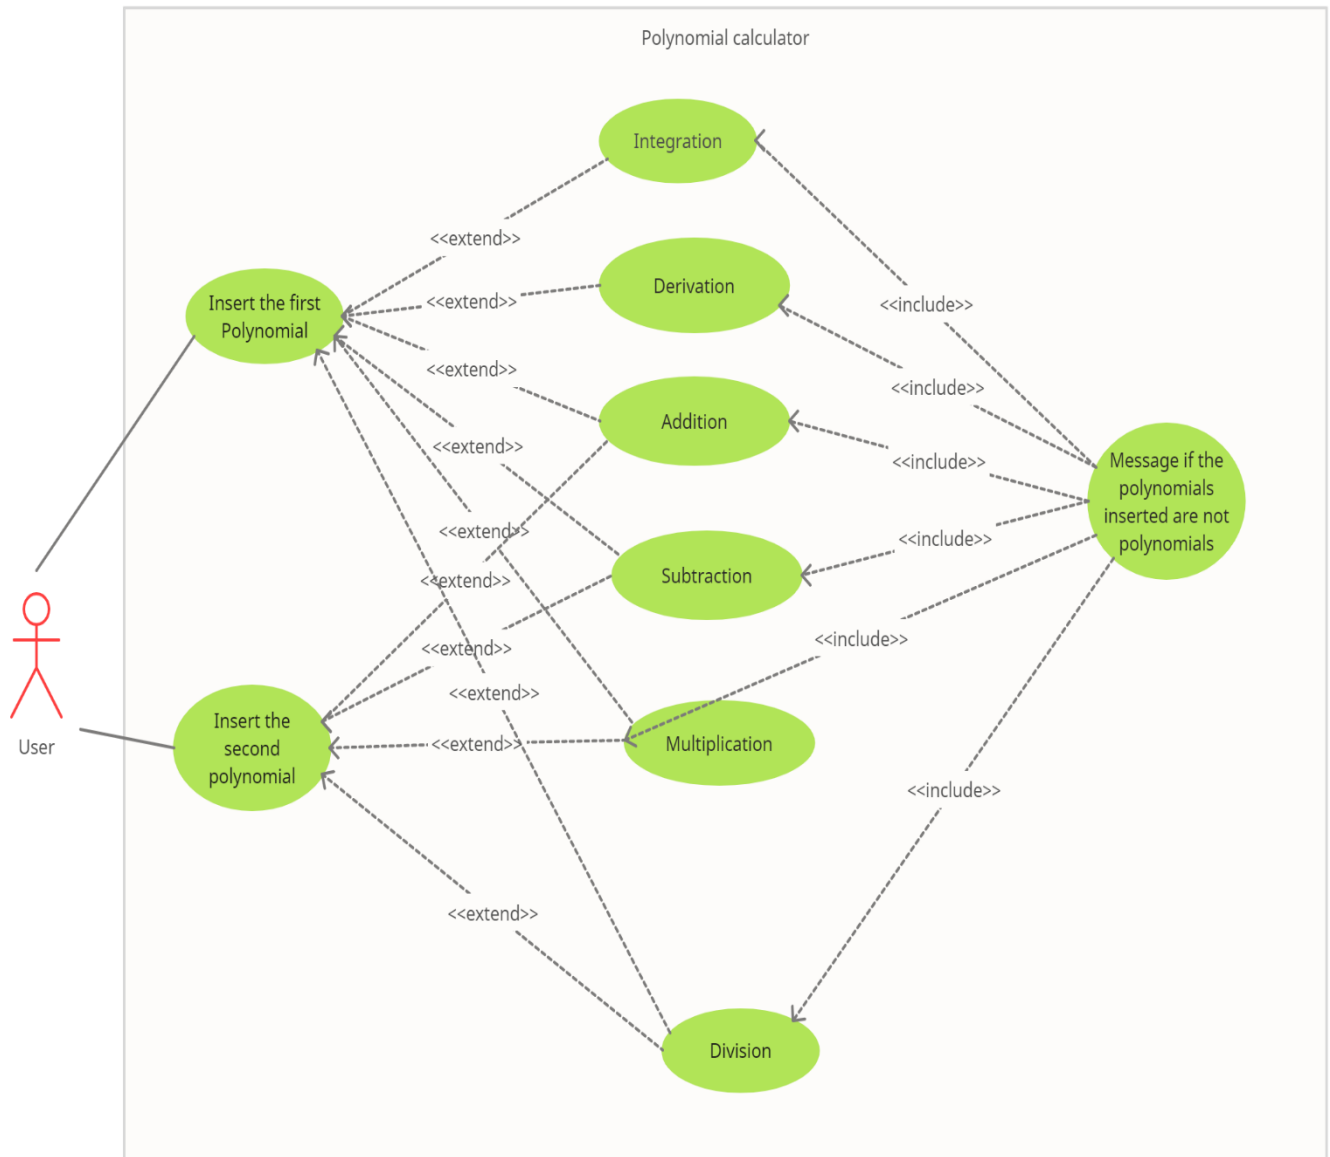 Polynomial calculator
Integration
<<extend>>
Derivation
Insert the first
Polynomial
<<extend>>
<<include>>
<<extend>>
<<include>>
Addition
<<extend>>
<<include>>
Message if the
polynomials
inserted are not
polynomials
<<extend>>
<<include>>
<<extend>>
Subtraction
<<extend>>
<<include>>
<<extend>>
Insert the
second
polynomial
User
<<extend>>
Multiplication
<<include>>
<<extend>>
Division